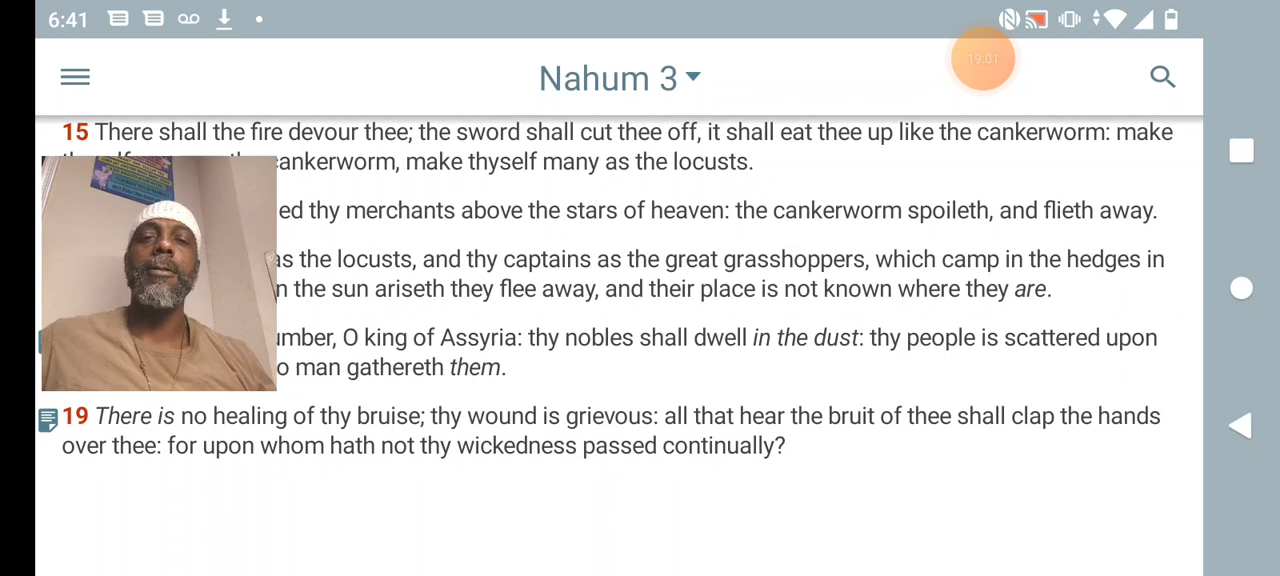 6:41
19:01
Nahum 3
15 There shall the fire devour thee; the sword shall cut thee off, it shall eat thee up like the cankerworm: make
cankerworm, make thyself many as the locusts.
ed thy merchants above the stars of heaven: the cankerworm spoileth, and flieth away.
as the locusts, and thy captains as the great grasshoppers, which camp in the hedges in
n the sun ariseth they flee away, and their place is not known where they are.
umber, O king of Assyria: thy nobles shall dwell in the dust: thy people is scattered upon
o man gathereth them.
19 There is no healing of thy bruise; thy wound is grievous: all that hear the bruit of thee shall clap the hands
over thee: for upon whom hath not thy wickedness passed continually?